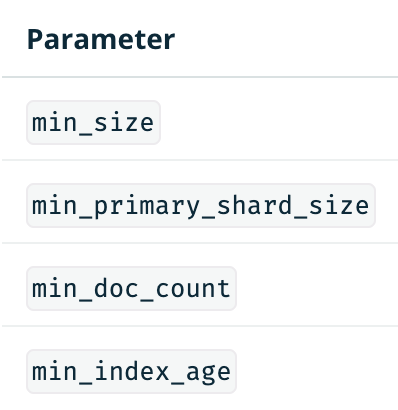 Parameter
min_size
min_primary_shard_size
min_doc_count
min_index_age